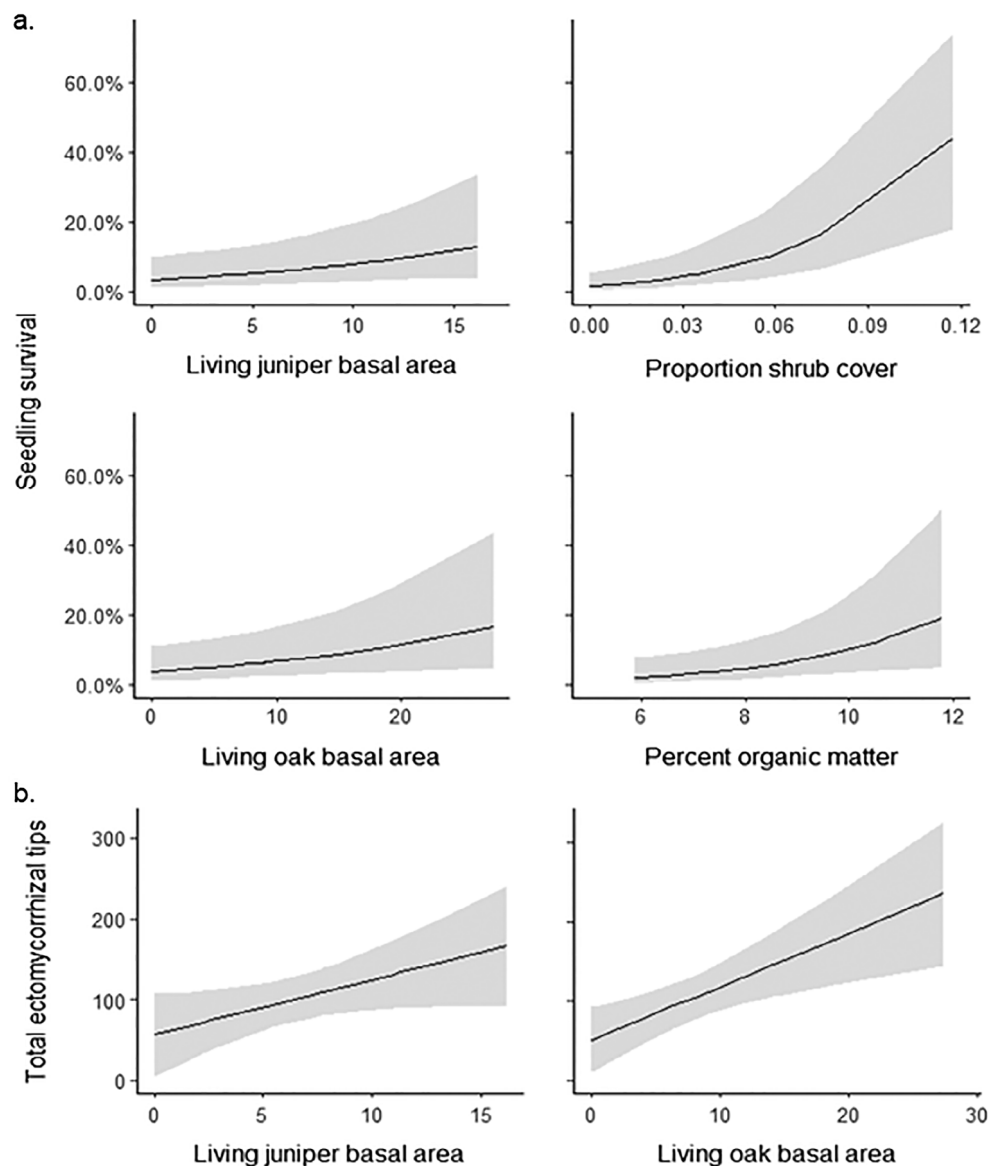 a.
Seedling survival
60.0%
40.0%
20.0%
0.0%
0 5 10 15
Living juniper basal area
0.00 0.03 0.06 0.09 0.12
Proportion shrub cover
60.0%
40.0%
20.0%
0.0%
0 10 20
Living oak basal area
6 8 10 12
Percent organic matter
b.
Total ectomycorrhizal tips
300
200
100
0
0 5 10 15
Living juniper basal area
0 10 20 30
Living oak basal area